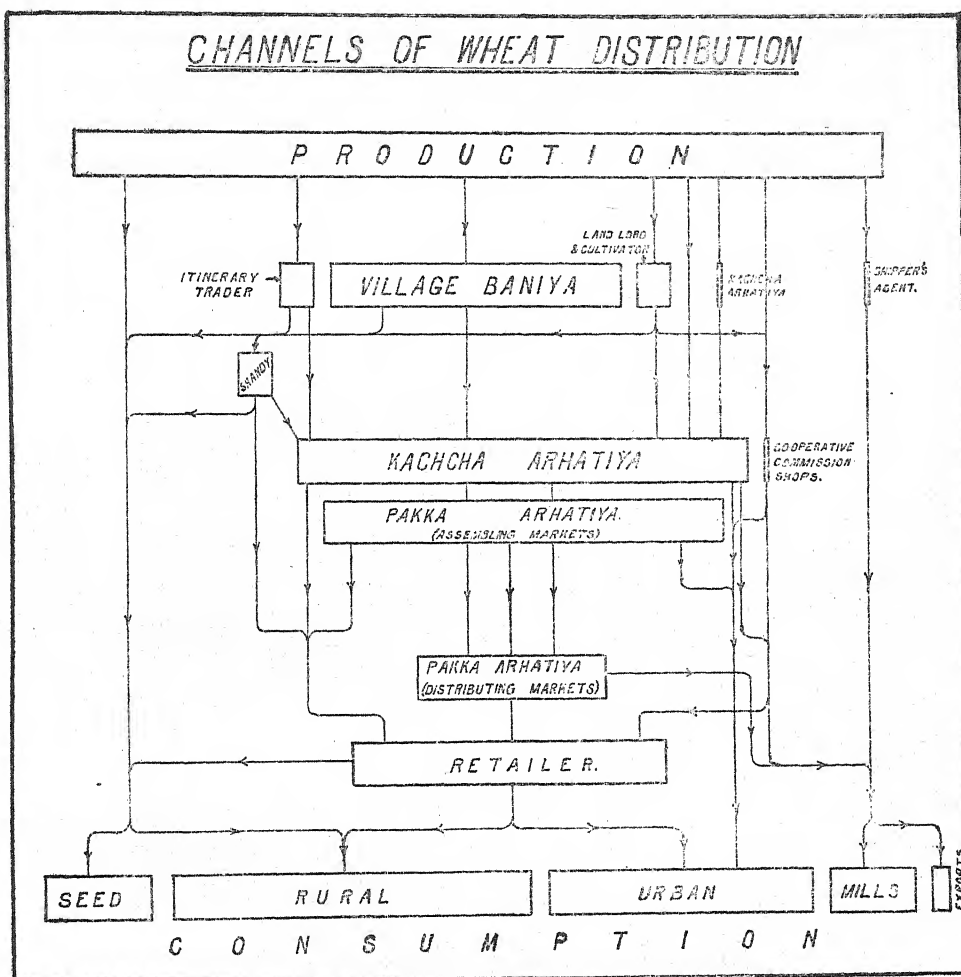 CHANNELS OF WHEAT DISTRIBUTION
PRODUCTION
LAND LORD
& CULTIVATOR
ITINERARY
TRADER
VILLAGE BANIYA
KACHCHA
ARHATIYA
SHIPPER'S
AGENT.
SHANDY
KACHCHA ARHATIYA
COOPERATIVE
COMMISSION
SHOPS.
PAKKA ARHATIYA.
(ASSEMBLING MARKETS)
PAKKA ARHATIYA
(DISTRIBUTING MARKETS)
RETAILER.
SEED
RURAL
URBAN
MILLS
EXPORTS
CONSUMPTION